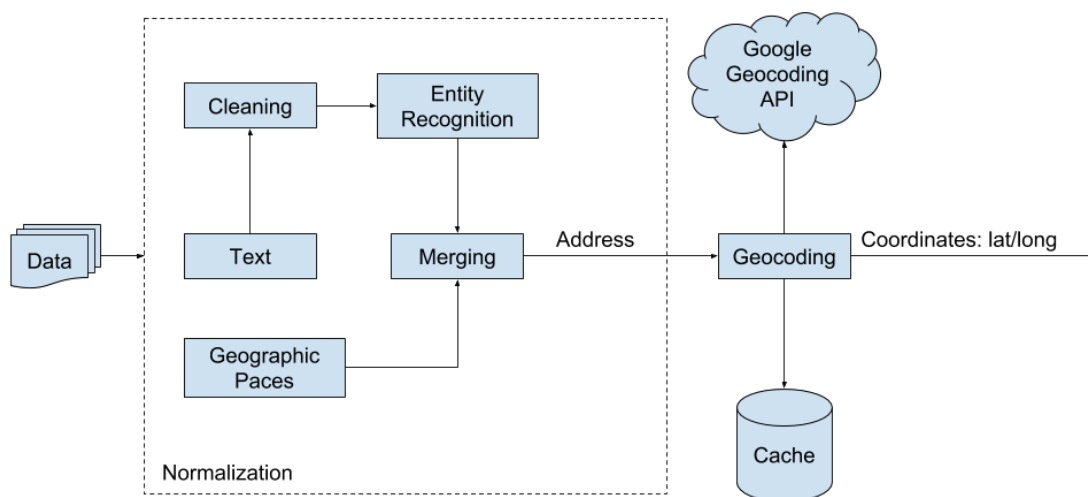 Google
Geocoding
API
Cleaning
Entity
Recognition
Data
Text
Merging
Address
Geocoding
Coordinates: lat/long
Geographic
Paces
Cache
Normalization